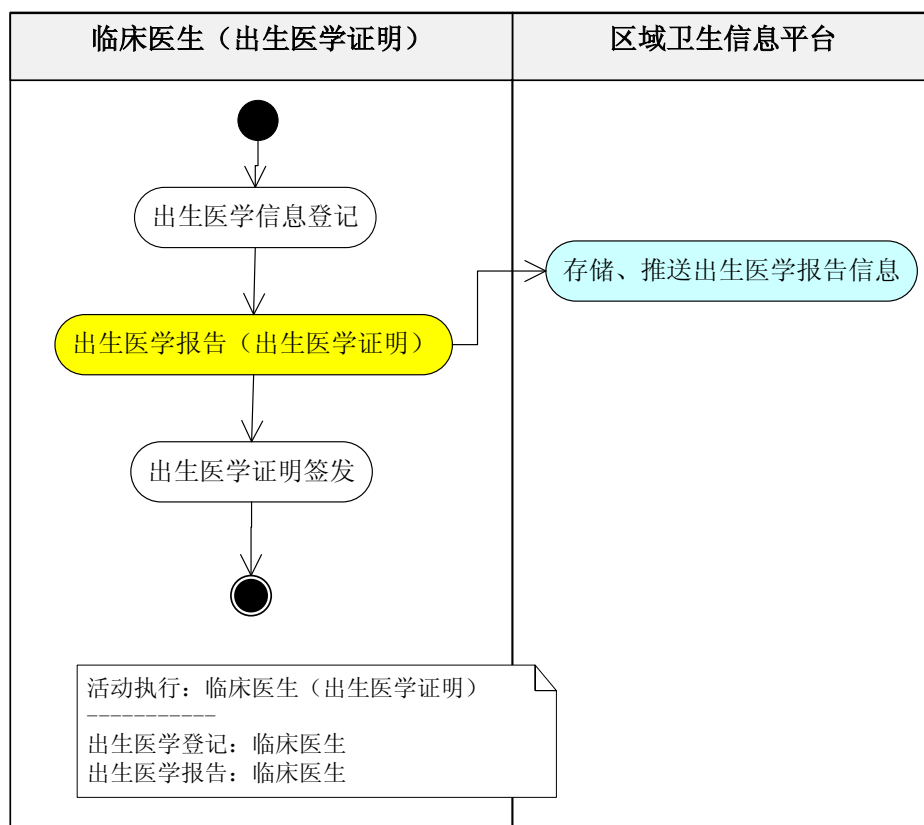 临床医生（出生医学证明）
区域卫生信息平台
出生医学信息登记
存储、推送出生医学报告信息
出生医学报告（出生医学证明）
出生医学证明签发
活动执行：临床医生（出生医学证明）
-----------
出生医学登记：临床医生
出生医学报告：临床医生